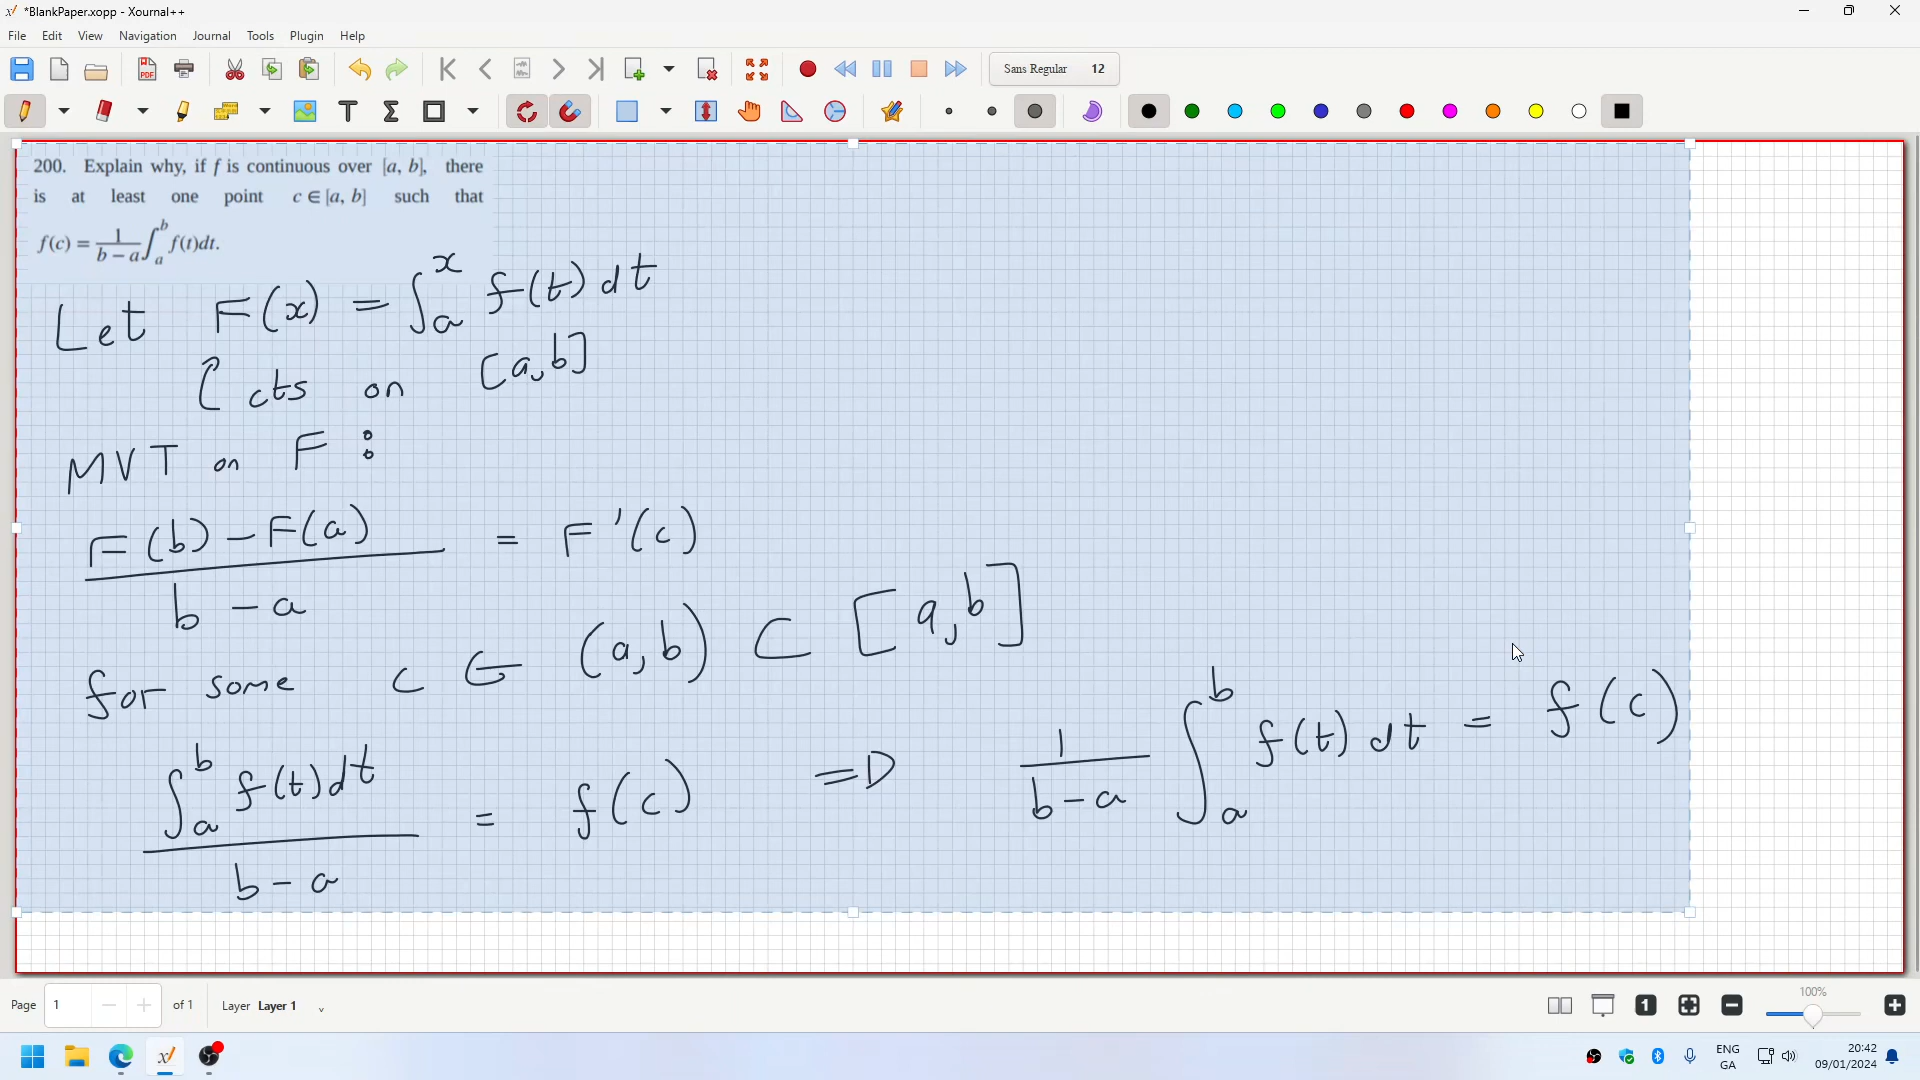 *BlankPaper.xopp - Xournal++
File Edit View Navigation Journal Tools Plugin Help
Sans Regular 12
200. Explain why, if f is continuous over [a, b], there
is at least one point c ∈ [a, b] such that
f(c) = 1/(b − a) ∫_a^b f(t)dt.
Let F(x) = ∫_a^x f(t) dt
cts on [a,b]
MVT on F :
(F(b) - F(a))/(b - a) = F'(c)
for some c ∈ (a,b) ⊂ [a,b]
(∫_a^b f(t)dt)/(b - a) = f(c) ⇒ 1/(b-a) ∫_a^b f(t) dt = f(c)
Page 1 of 1 Layer Layer 1 100%
ENG
GA
20:42
09/01/2024